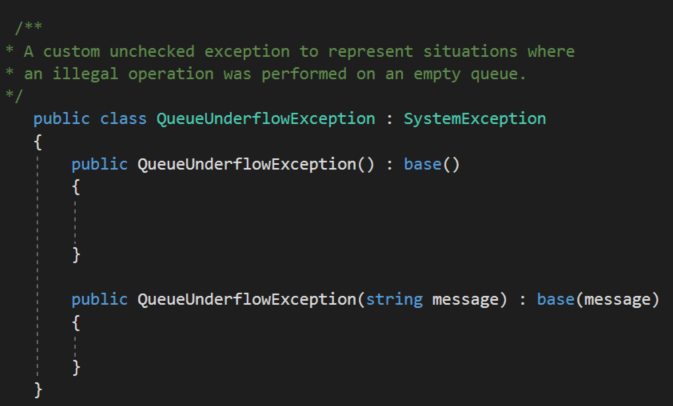 /**
* A custom unchecked exception to represent situations where
* an illegal operation was performed on an empty queue.
*/
public class QueueUnderflowException : SystemException
{
public QueueUnderflowException() : base()
{
}
public QueueUnderflowException(string message) : base(message)
{
}
}